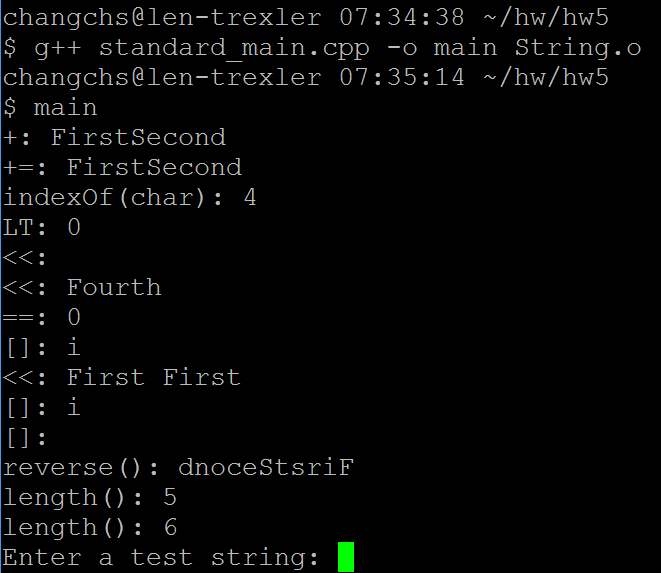 changchs@len-trexler 07:34:38 ~/hw/hw5
$ g++ standard_main.cpp -o main String.o
changchs@len-trexler 07:35:14 ~/hw/hw5
$ main
+: FirstSecond
+=: FirstSecond
indexOf(char): 4
LT: 0
<<:
<<: Fourth
==: 0
[]: i
<<: First First
[]: i
[]:
reverse(): dnoceStsriF
length(): 5
length(): 6
Enter a test string: